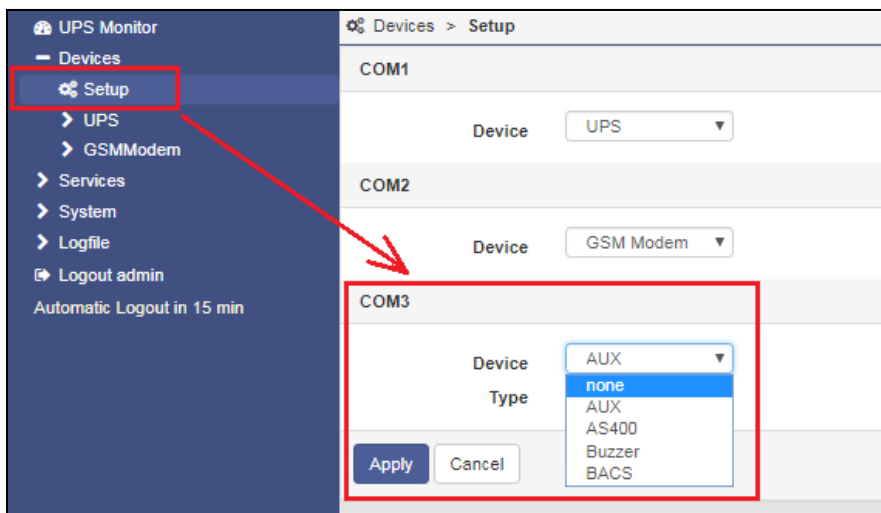 UPS Monitor
Devices
Setup
UPS
GSMModem
Services
System
Logfile
Logout admin
Automatic Logout in 15 min
Devices > Setup
COM1
Device UPS
COM2
Device GSM Modem
COM3
Device AUX
none
Type AUX
AS400
Buzzer
BACS
Apply Cancel